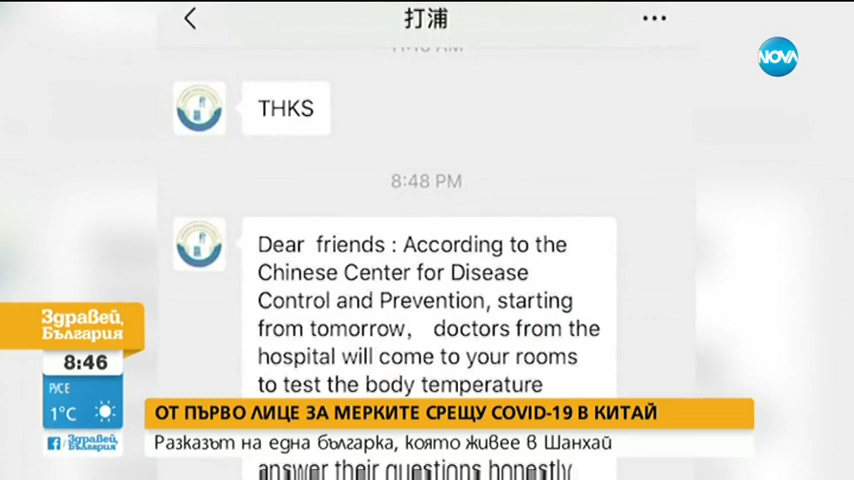 打浦
NOVA
THKS
8:48 PM
Dear friends : According to the
Chinese Center for Disease
Control and Prevention, starting
from tomorrow, doctors from the
hospital will come to your rooms
to test the body temperature
answer their questions honestly
Здравей,
България
8:46
РУСЕ
1°C
Здравей,
България
ОТ ПЪРВО ЛИЦЕ ЗА МЕРКИТЕ СРЕЩУ COVID-19 В КИТАЙ
Разказът на една българка, която живее в Шанхай